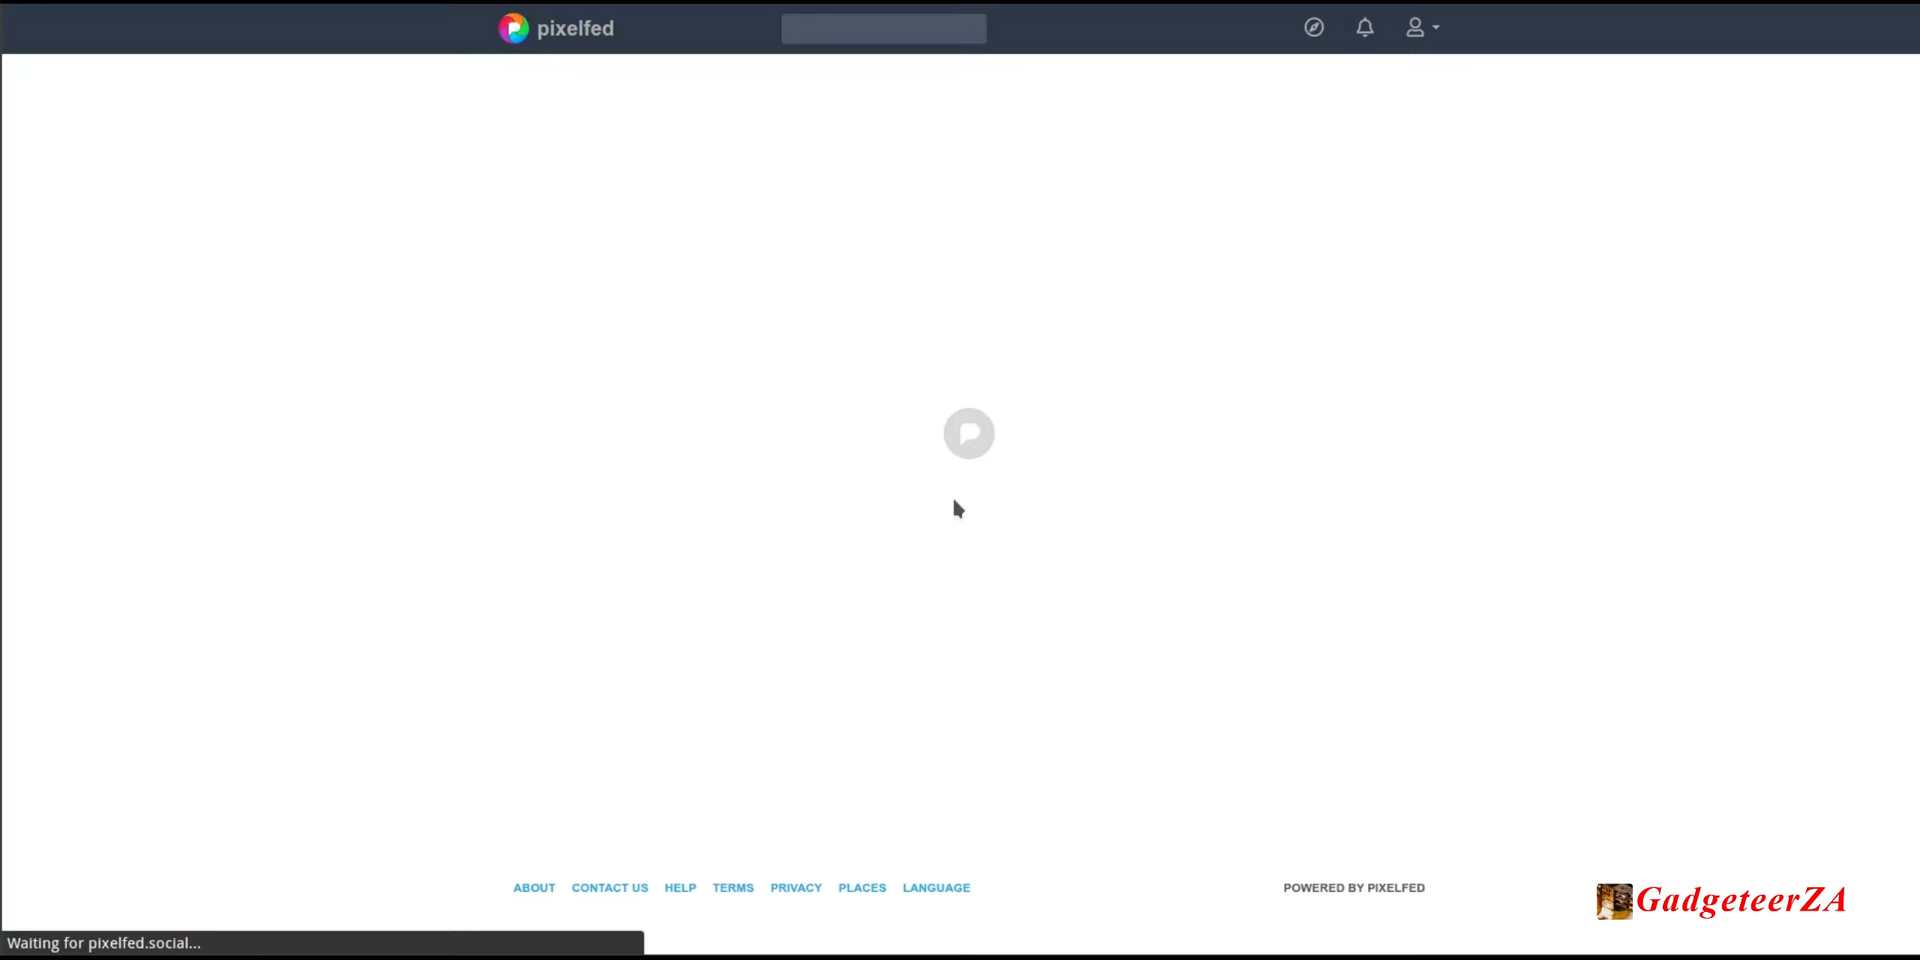 pixelfed
ABOUT CONTACT US HELP TERMS PRIVACY PLACES LANGUAGE POWERED BY PIXELFED
GadgeteerZA
Waiting for pixelfed.social...